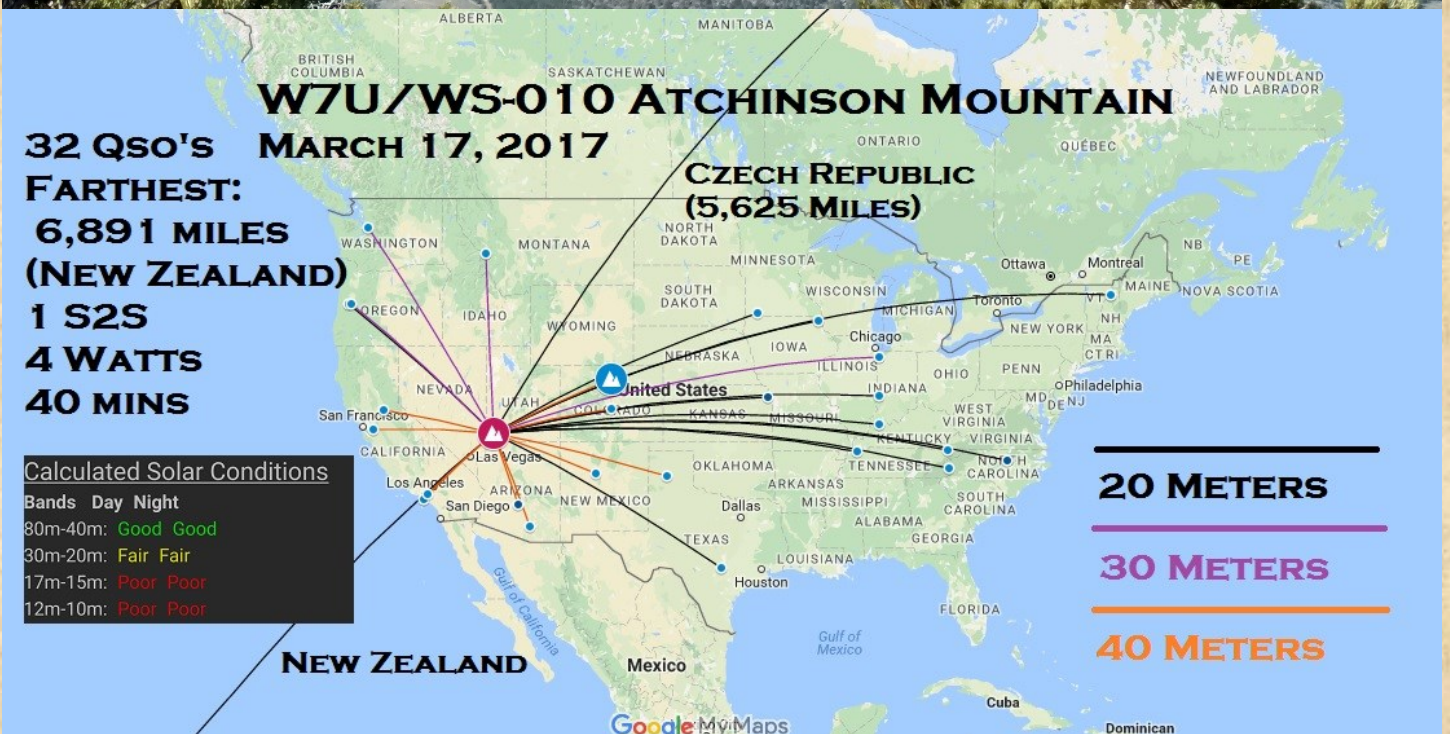 ALBERTA
MANITOBA
BRITISH
COLUMBIA
SASKATCHEWAN
NEWFOUNDLAND
AND LABRADOR
W7U/WS-010 ATCHINSON MOUNTAIN
MARCH 17, 2017
32 QSO'S
FARTHEST:
6,891 MILES
(NEW ZEALAND)
1 S2S
4 WATTS
40 MINS
ONTARIO
QUÉBEC
CZECH REPUBLIC
(5,625 MILES)
WASHINGTON
MONTANA
NORTH
DAKOTA
MINNESOTA
Ottawa
Montreal
NB
PE
MAINE
NOVA SCOTIA
OREGON
IDAHO
SOUTH
DAKOTA
WISCONSIN
MICHIGAN
Toronto
VT
NH
WYOMING
NEW YORK
MA
CT RI
Chicago
IOWA
NEBRASKA
ILLINOIS
OHIO
PENN
Philadelphia
NEVADA
UTAH
United States
INDIANA
MD
DE NJ
San Francisco
COLORADO
KANSAS
MISSOURI
WEST
VIRGINIA
KENTUCKY
VIRGINIA
CALIFORNIA
Las Vegas
OKLAHOMA
TENNESSEE
NORTH
CAROLINA
Los Angeles
ARIZONA
NEW MEXICO
ARKANSAS
San Diego
Dallas
MISSISSIPPI
SOUTH
CAROLINA
ALABAMA
TEXAS
GEORGIA
LOUISIANA
Houston
FLORIDA
Calculated Solar Conditions
Bands Day Night
80m-40m: Good Good
30m-20m: Fair Fair
17m-15m: Poor Poor
12m-10m: Poor Poor
20 METERS
30 METERS
40 METERS
Gulf of California
NEW ZEALAND
Gulf of
Mexico
Mexico
Cuba
Google My Maps
Dominican